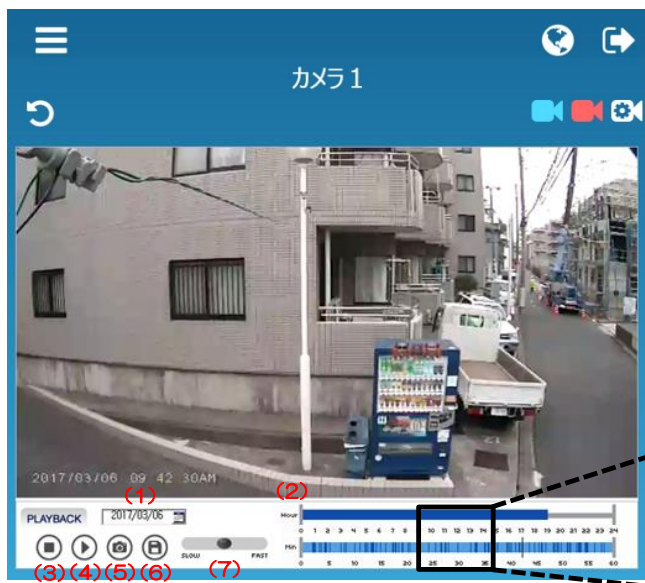 カメラ1
2017/03/06 09 42 30AM
(1)
(2)
PLAYBACK
2017/03/06
Hour
0 1 2 3 4 5 6 7 8 10 11 12 13 14 15 16 17 18 19 20 21 22 23 24
SLOW
FAST
Min
0 5 10 15 20 25 30 35 40 45 50 55 60
(3)(4)(5)(6)
(7)